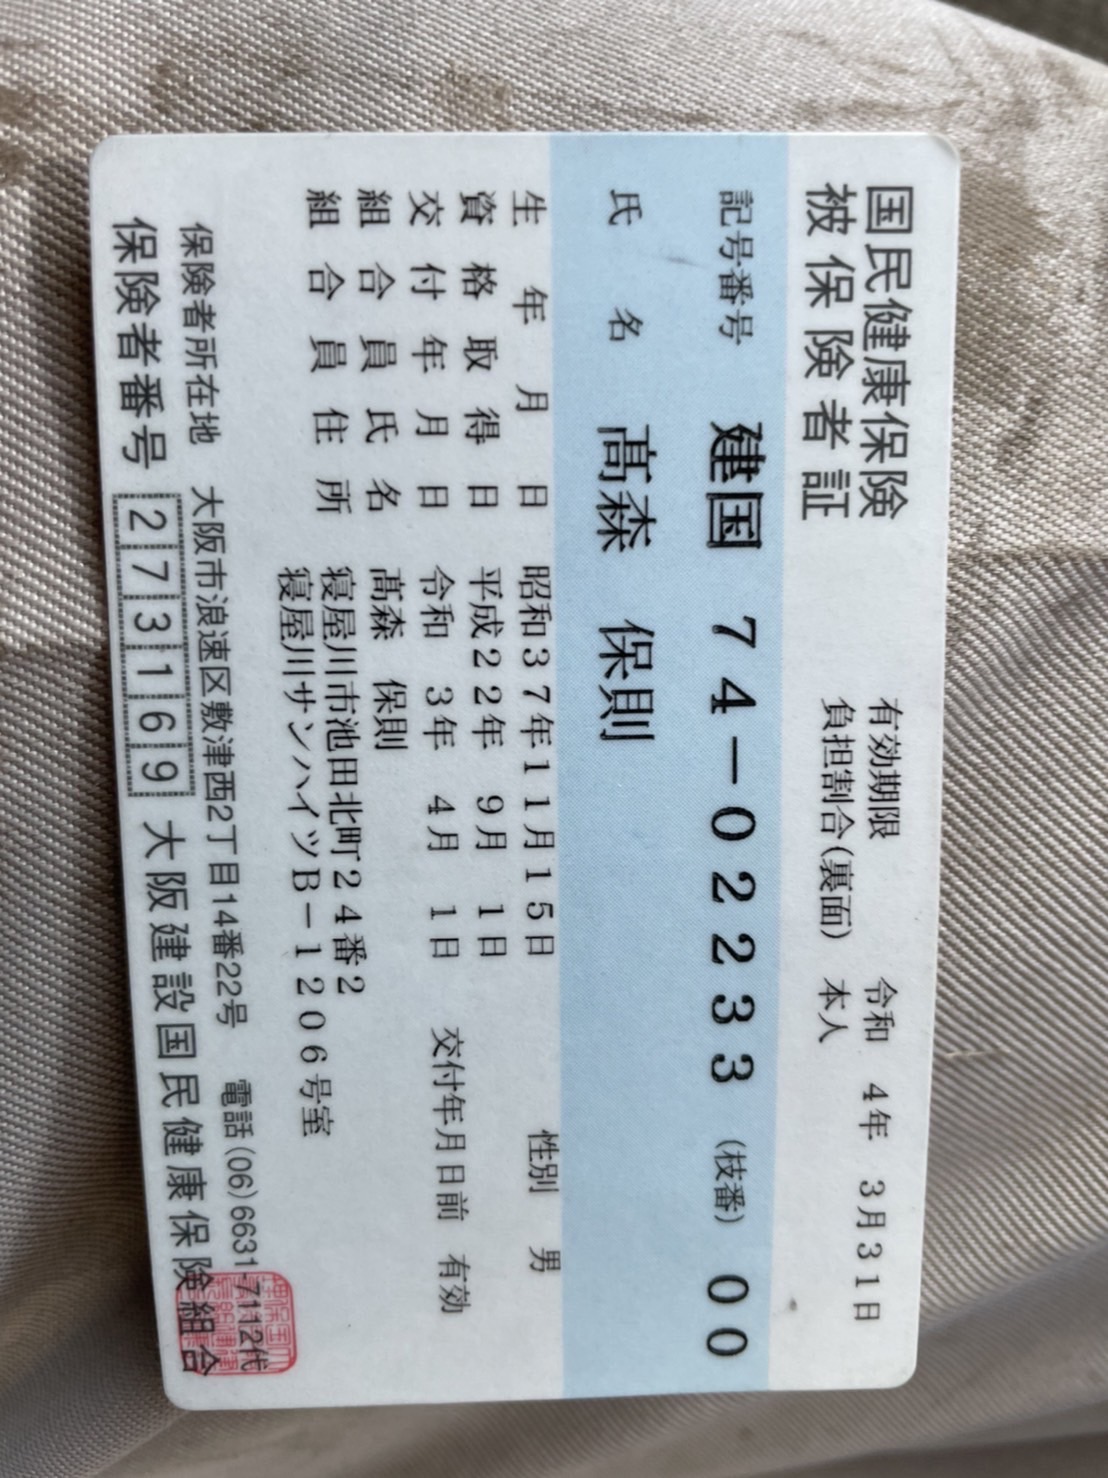 国民健康保険
被保険者証
有効期限 令和 4年 3月31日
負担割合(裏面) 本人
記号番号 建国 74-02233 (枝番) 00
氏名 髙森 保則
生年月日 昭和37年11月15日 性別 男
資格取得日 平成22年 9月 1日
交付年月日 令和 3年 4月 1日 交付年月日前 有効
組合員氏名 髙森 保則
組合員住所 寝屋川市池田北町24番2
寝屋川サンハイツB-1206号室
保険者所在地 大阪市浪速区敷津西2丁目14番22号 電話(06)6631-7112代
保険者番号 273169 大阪建設国民健康保険組合